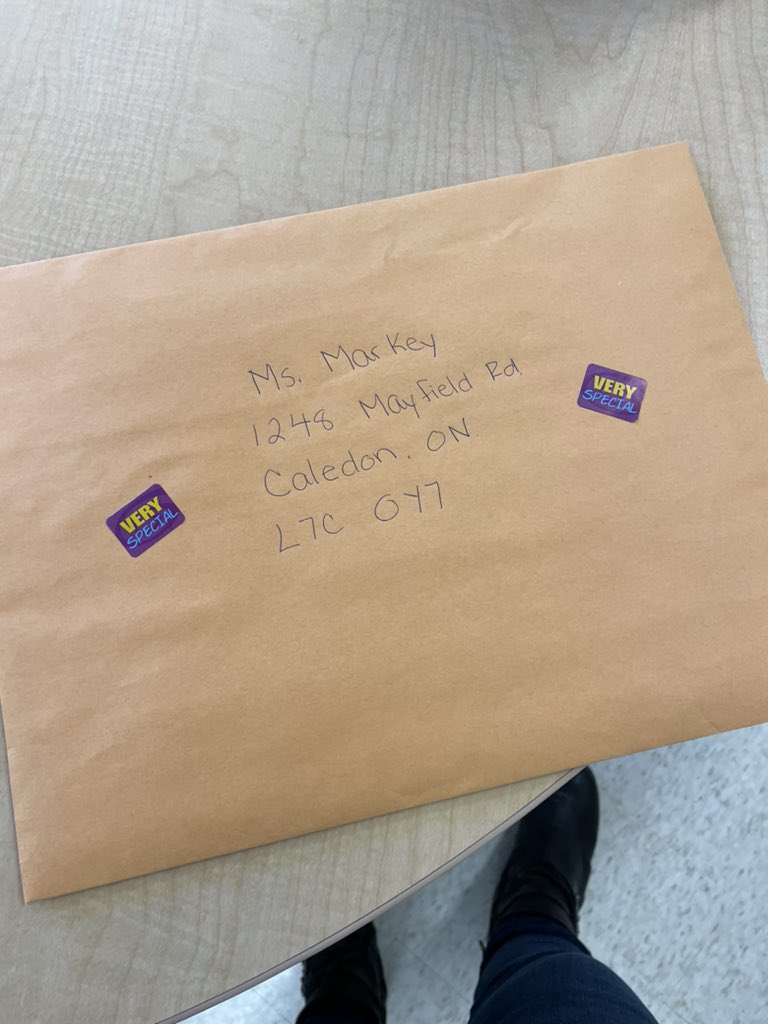 Ms. Markey
1248 Mayfield Rd.
Caledon, ON.
L7C 0Y7
VERY
SPECIAL
VERY
SPECIAL